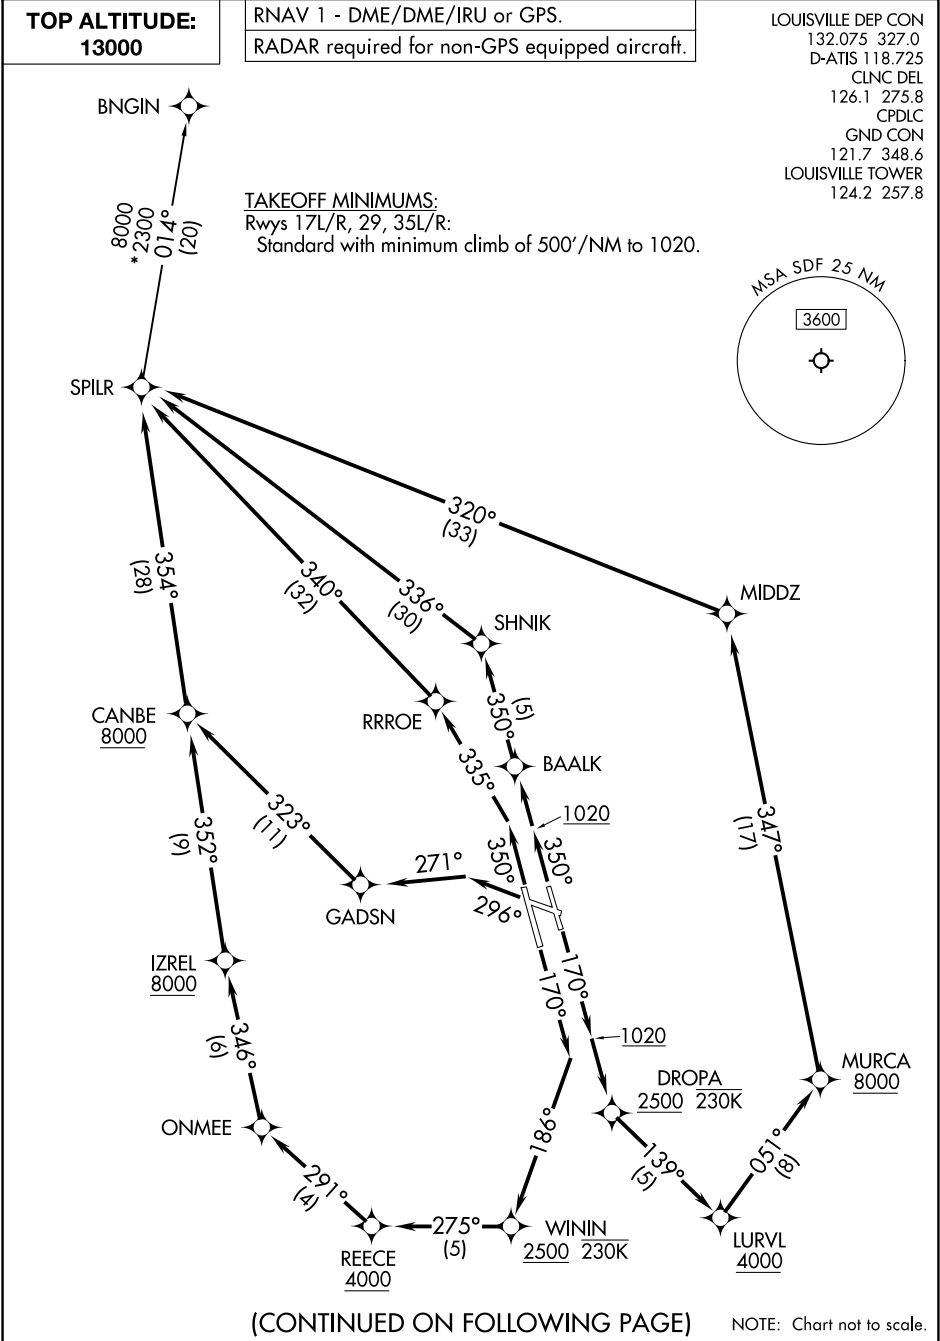 TOP ALTITUDE:
13000
RNAV 1 - DME/DME/IRU or GPS.
RADAR required for non-GPS equipped aircraft.
LOUISVILLE DEP CON
132.075 327.0
D-ATIS 118.725
CLNC DEL
126.1 275.8
CPDLC
GND CON
121.7 348.6
LOUISVILLE TOWER
124.2 257.8
BNGIN
TAKEOFF MINIMUMS:
Rwys 17L/R, 29, 35L/R:
Standard with minimum climb of 500'/NM to 1020.
8000
*2300
014°
(20)
MSA SDF 25 NM
3600
SPILR
320°
(33)
354°
(28)
340°
(32)
336°
(30)
MIDDZ
SHNIK
CANBE
8000
RRROE
350°
(5)
BAALK
335°
1020
323°
(11)
352°
(9)
347°
(17)
350°
350°
271°
GADSN
296°
IZREL
8000
170°
170°
346°
(6)
1020
MURCA
8000
DROPA
2500 230K
ONMEE
186°
139°
(5)
051°
(8)
291°
(4)
275°
(5)
WININ
2500 230K
REECE
4000
LURVL
4000
(CONTINUED ON FOLLOWING PAGE)
NOTE: Chart not to scale.